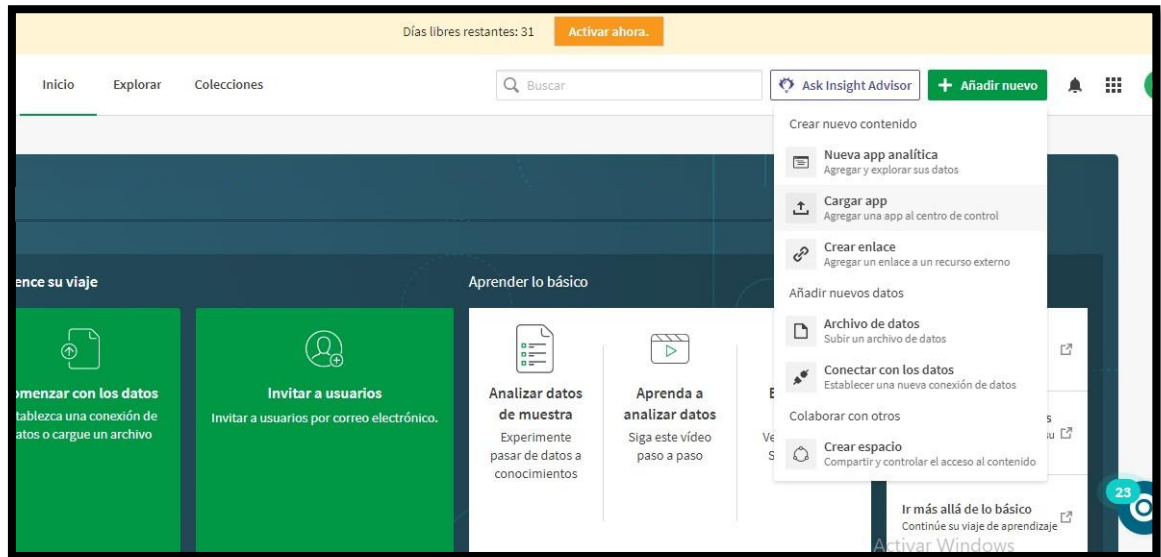 Días libres restantes: 31 Activar ahora.
Inicio Explorar Colecciones Buscar Ask Insight Advisor + Añadir nuevo
Crear nuevo contenido
Nueva app analítica
Agregar y explorar sus datos
Cargar app
Agregar una app al centro de control
Crear enlace
Agregar un enlace a un recurso externo
Añadir nuevos datos
Archivo de datos
Subir un archivo de datos
Conectar con los datos
Establecer una nueva conexión de datos
Colaborar con otros
Crear espacio
Compartir y controlar el acceso al contenido
ence su viaje
omenzar con los datos
tablezca una conexión de
atos o cargue un archivo
Invitar a usuarios
Invitar a usuarios por correo electrónico.
Aprender lo básico
Analizar datos
de muestra
Experimente
pasar de datos a
conocimientos
Aprenda a
analizar datos
Siga este vídeo
paso a paso
Ir más allá de lo básico
Continúe su viaje de aprendizaje
23
Activar Windows